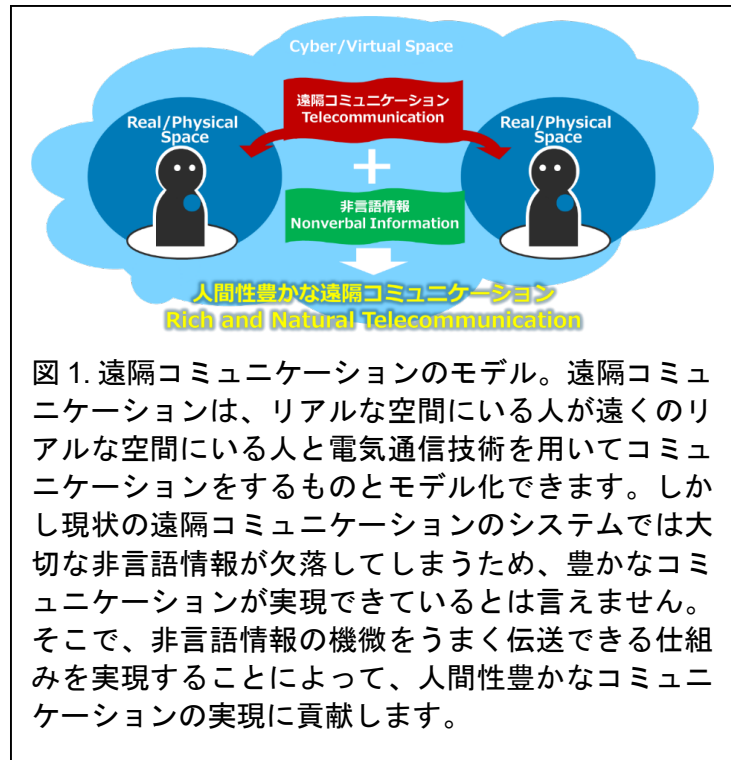 Cyber/Virtual Space
遠隔コミュニケーション
Telecommunication
Real/Physical
Space
Real/Physical
Space
非言語情報
Nonverbal Information
人間性豊かな遠隔コミュニケーション
Rich and Natural Telecommunication
図 1. 遠隔コミュニケーションのモデル。遠隔コミュ
ニケーションは、リアルな空間にいる人が遠くのリ
アルな空間にいる人と電気通信技術を用いてコミュ
ニケーションをするものとモデル化できます。しか
し現状の遠隔コミュニケーションのシステムでは大
切な非言語情報が欠落してしまうため、豊かなコミ
ュニケーションが実現できているとは言えません。
そこで、非言語情報の機微をうまく伝送できる仕組
みを実現することによって、人間性豊かなコミュニ
ケーションの実現に貢献します。